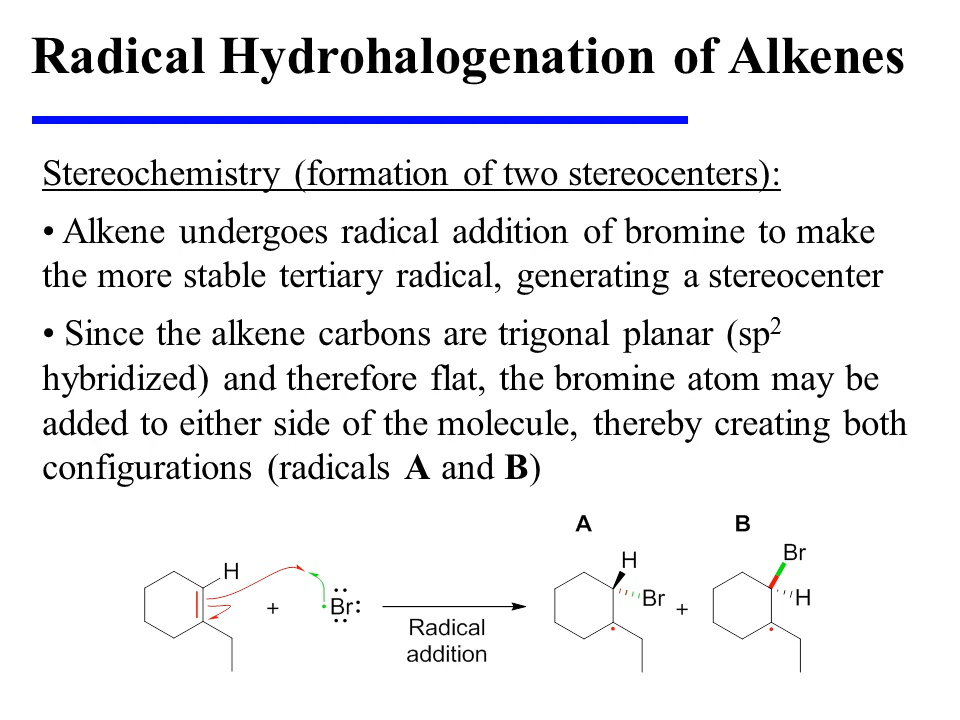 Radical Hydrohalogenation of Alkenes
Stereochemistry (formation of two stereocenters):
• Alkene undergoes radical addition of bromine to make
the more stable tertiary radical, generating a stereocenter
• Since the alkene carbons are trigonal planar (sp²
hybridized) and therefore flat, the bromine atom may be
added to either side of the molecule, thereby creating both
configurations (radicals A and B)
A B
H + Br Radical addition H Br + Br H